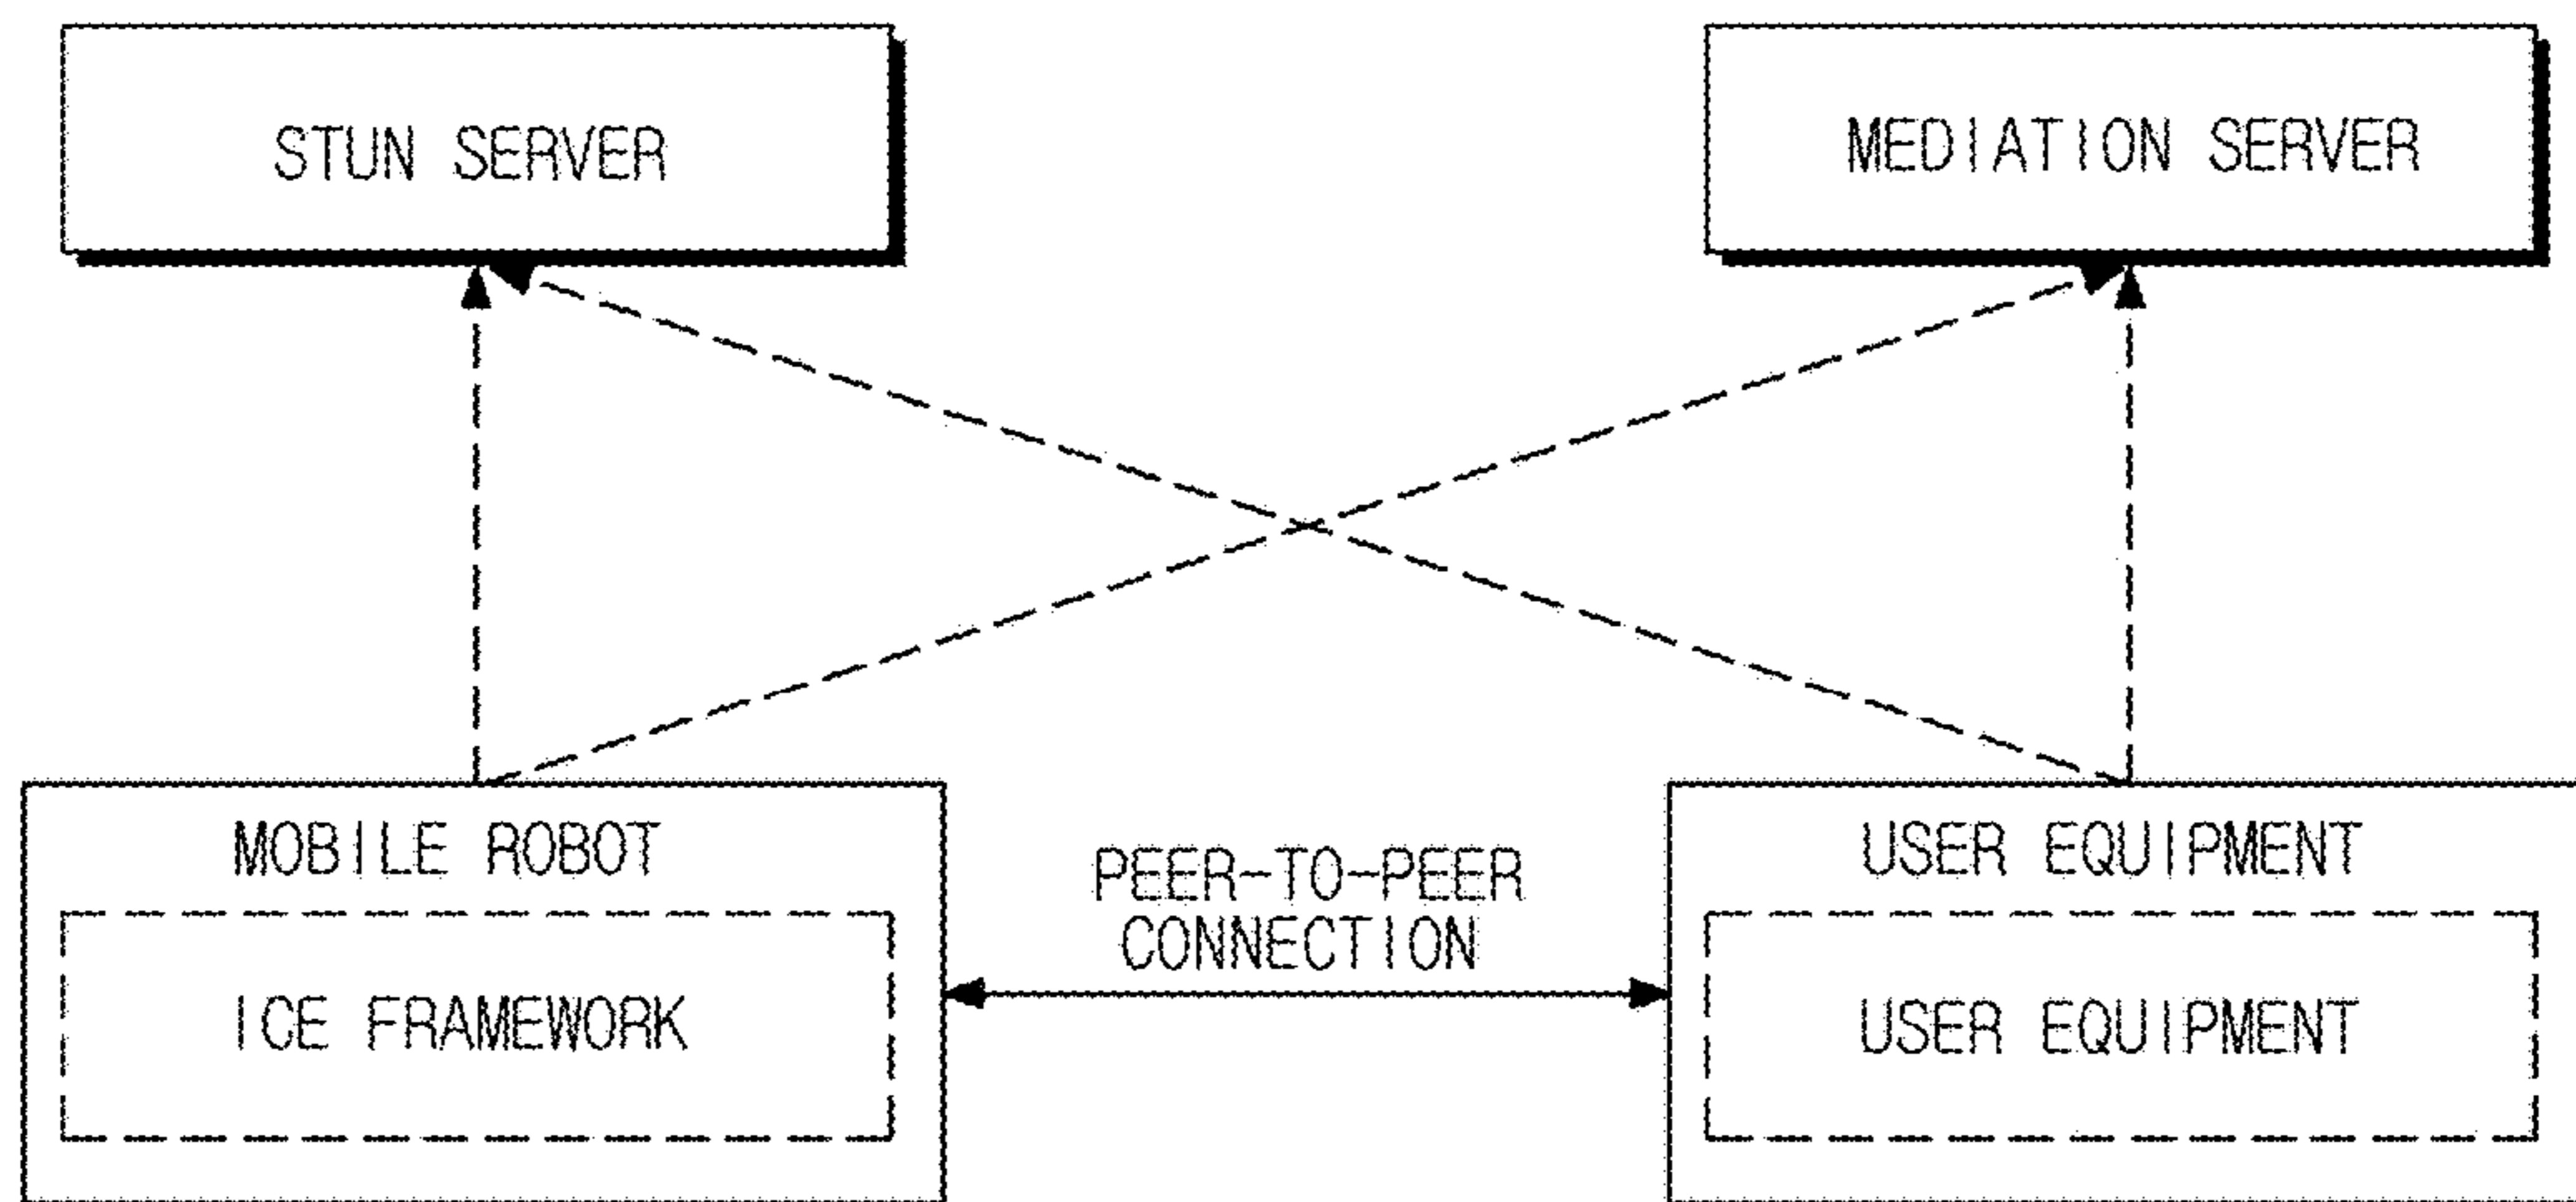 STUN SERVER
MEDIATION SERVER
MOBILE ROBOT
PEER-TO-PEER
CONNECTION
USER EQUIPMENT
ICE FRAMEWORK
USER EQUIPMENT